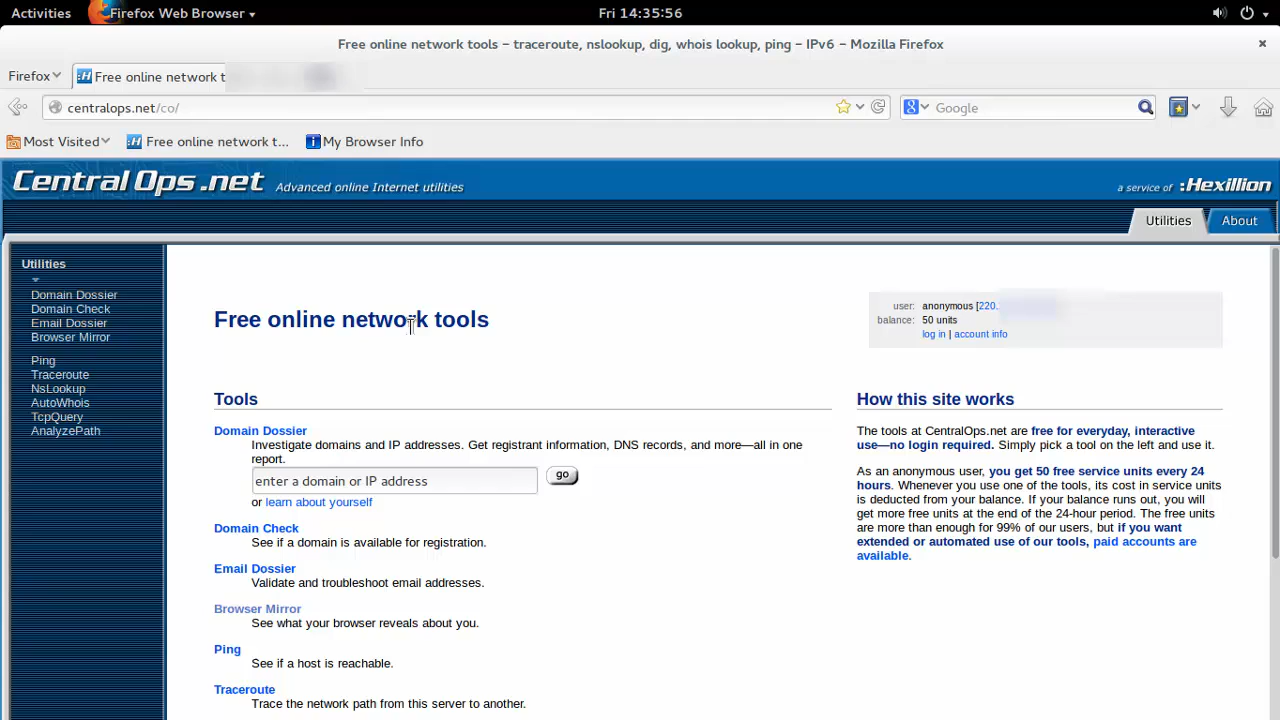 Activities Firefox Web Browser Fri 14:35:56
Free online network tools – traceroute, nslookup, dig, whois lookup, ping – IPv6 – Mozilla Firefox
Firefox :H Free online network t
centralops.net/co/ Google
Most Visited :H Free online network t... i My Browser Info
CentralOps.net Advanced online Internet utilities a service of :Hexillion
Utilities About
Utilities
Domain Dossier
Domain Check
Email Dossier
Browser Mirror
Ping
Traceroute
NsLookup
AutoWhois
TcpQuery
AnalyzePath
Free online network tools
user: anonymous [220.
balance: 50 units
log in | account info
Tools
Domain Dossier
Investigate domains and IP addresses. Get registrant information, DNS records, and more—all in one
report.
enter a domain or IP address go
or learn about yourself
Domain Check
See if a domain is available for registration.
Email Dossier
Validate and troubleshoot email addresses.
Browser Mirror
See what your browser reveals about you.
Ping
See if a host is reachable.
Traceroute
Trace the network path from this server to another.
How this site works
The tools at CentralOps.net are free for everyday, interactive
use—no login required. Simply pick a tool on the left and use it.
As an anonymous user, you get 50 free service units every 24
hours. Whenever you use one of the tools, its cost in service units
is deducted from your balance. If your balance runs out, you will
get more free units at the end of the 24-hour period. The free units
are more than enough for 99% of our users, but if you want
extended or automated use of our tools, paid accounts are
available.